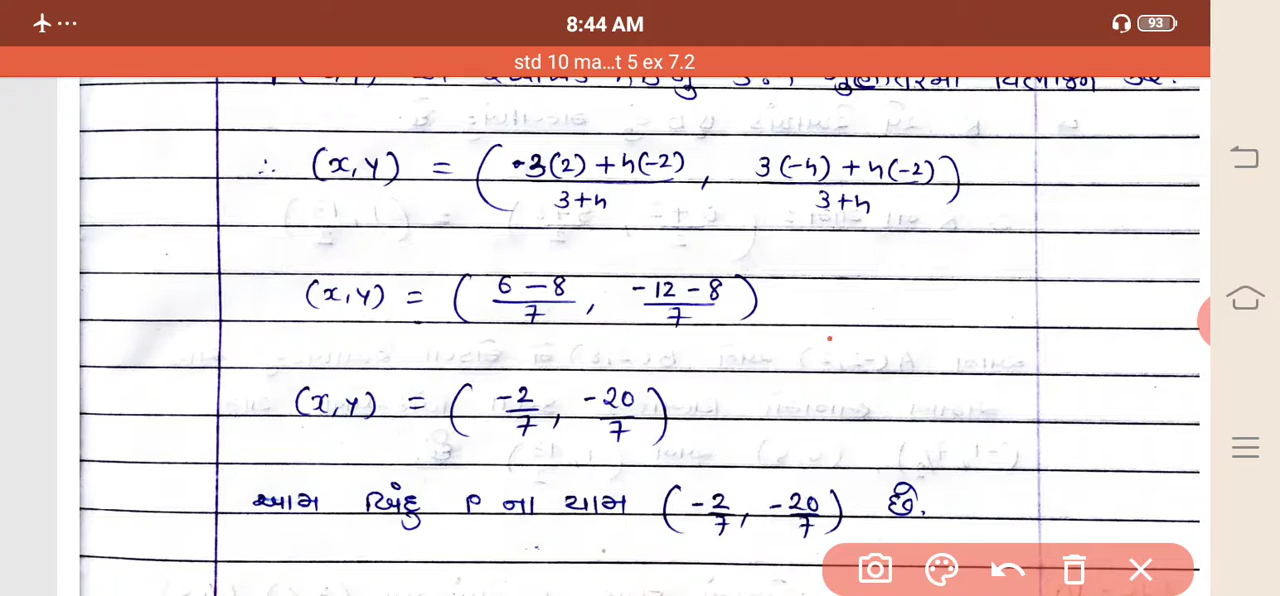 8:44 AM
93
std 10 ma...t 5 ex 7.2
∴ (x,y) = (3(2)+4(-2)/3+4, 3(-4)+4(-2)/3+4)
(x,y) = (6-8/7, -12-8/7)
(x,y) = (-2/7, -20/7)
આમ બિંદુ P ના યામ (-2/7, -20/7) છે.